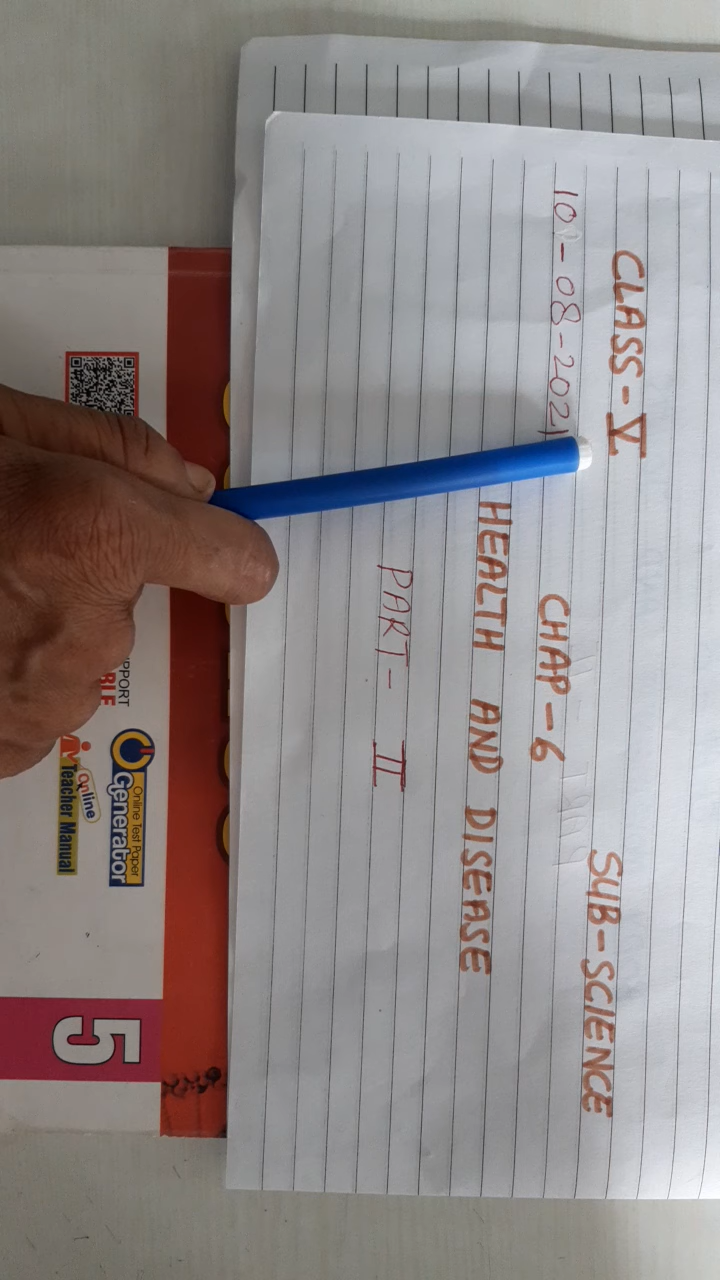 CLASS-V SUB-SCIENCE
10-08-2021
CHAP-6
HEALTH AND DISEASE
PART-II
Online Test Paper
Generator
Online
Teacher Manual
5